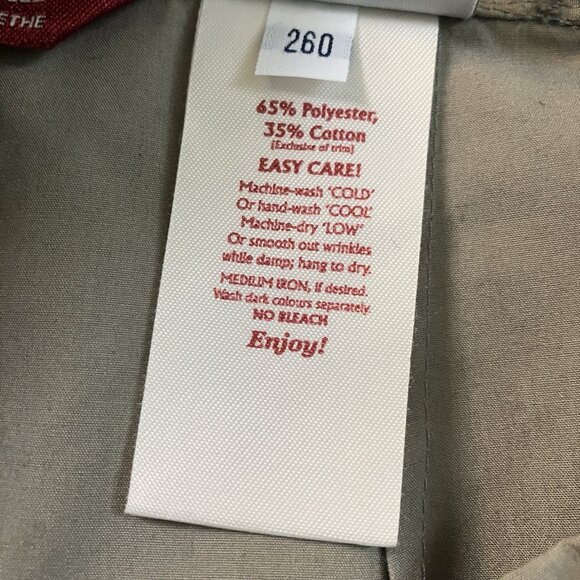 ETHE
260
65% Polyester,
35% Cotton
(Exclusive of trim)
EASY CARE!
Machine-wash 'COLD'
Or hand-wash 'COOL'
Machine-dry 'LOW'
Or smooth out wrinkles
while damp; hang to dry.
MEDIUM IRON, if desired.
Wash dark colours separately.
NO BLEACH
Enjoy!